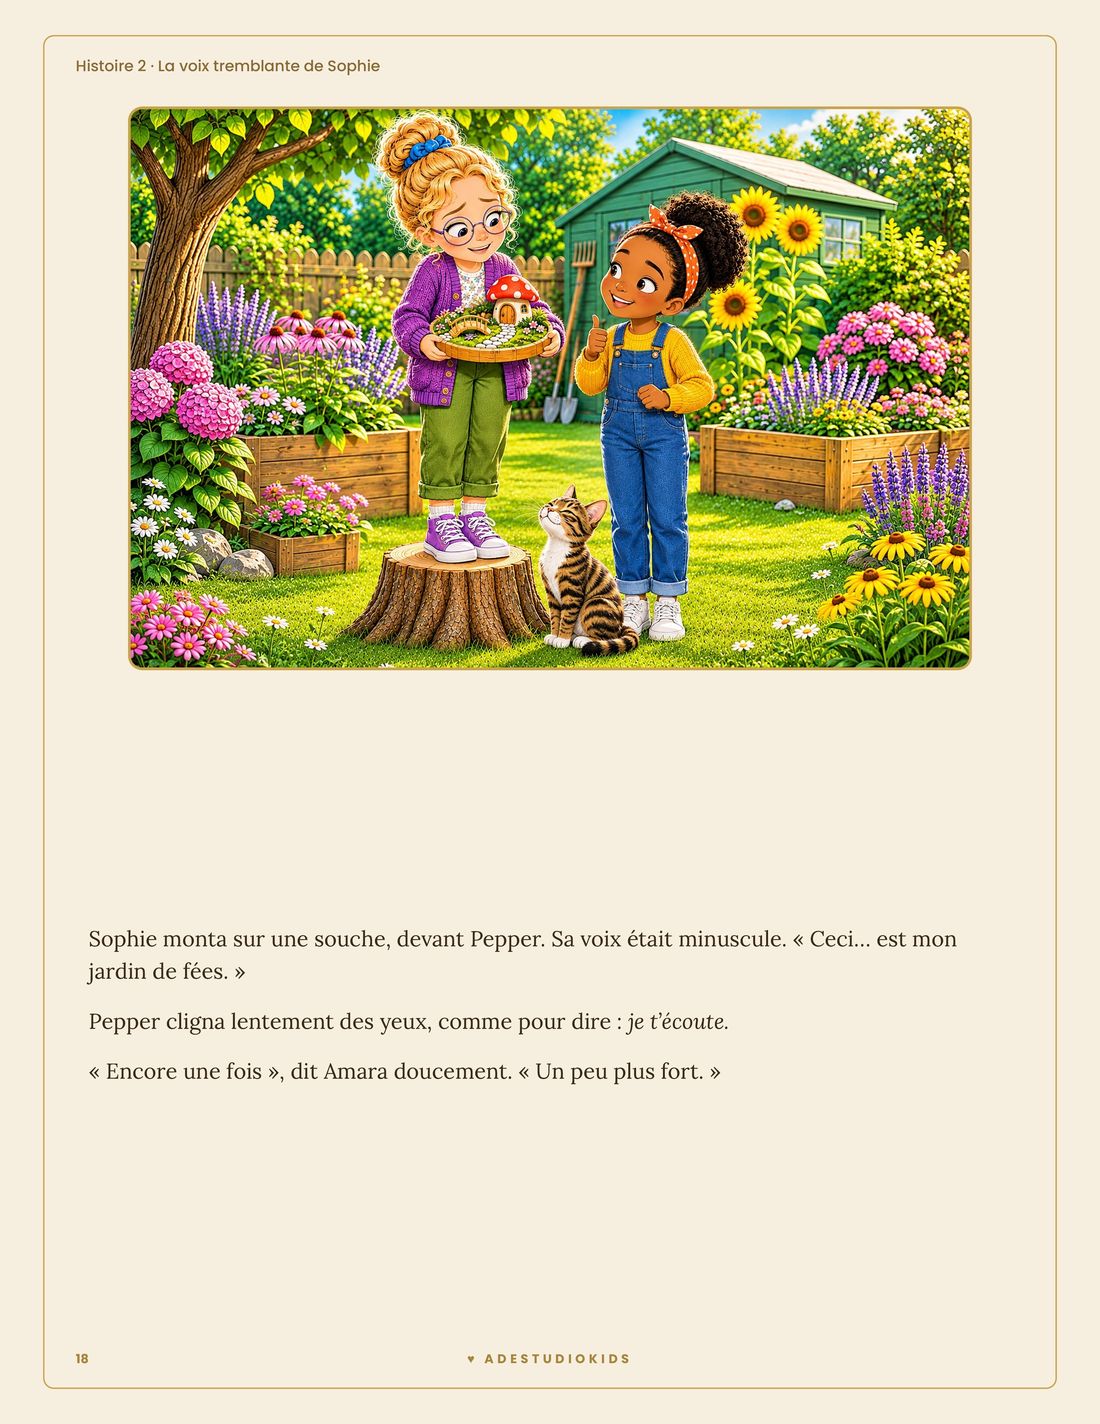 Histoire 2 · La voix tremblante de Sophie
Sophie monta sur une souche, devant Pepper. Sa voix était minuscule. « Ceci… est mon
jardin de fées. »
Pepper cligna lentement des yeux, comme pour dire : je t’écoute.
« Encore une fois », dit Amara doucement. « Un peu plus fort. »
18
♥ ADESTUDIOKIDS